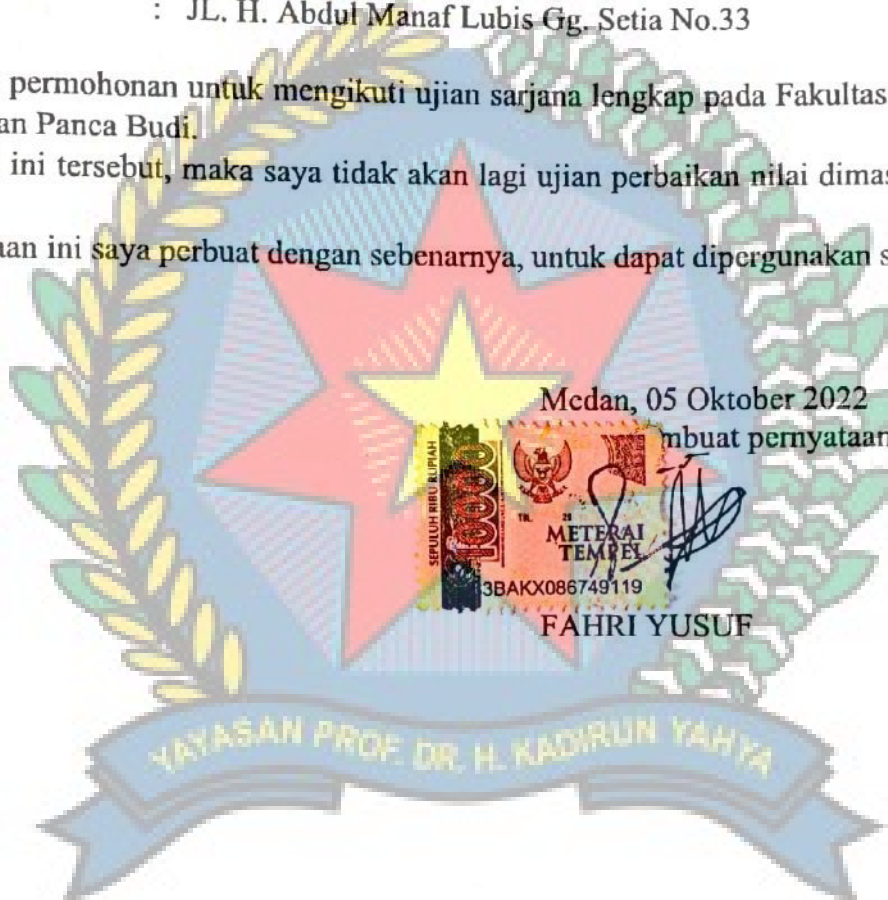 : JL. H. Abdul Manaf Lubis Gg. Setia No.33
permohonan untuk mengikuti ujian sarjana lengkap pada Fakultas
an Panca Budi.
ini tersebut, maka saya tidak akan lagi ujian perbaikan nilai dimas
aan ini saya perbuat dengan sebenarnya, untuk dapat dipergunakan s
Medan, 05 Oktober 2022
mbuat pernyataan
SEPULUH RIBU RUPIAH
10000
TGL. 20
METERAI
TEMPEL
3BAKX086749119
FAHRI YUSUF
YAYASAN PROF. DR. H. KADIRUN YAHYA